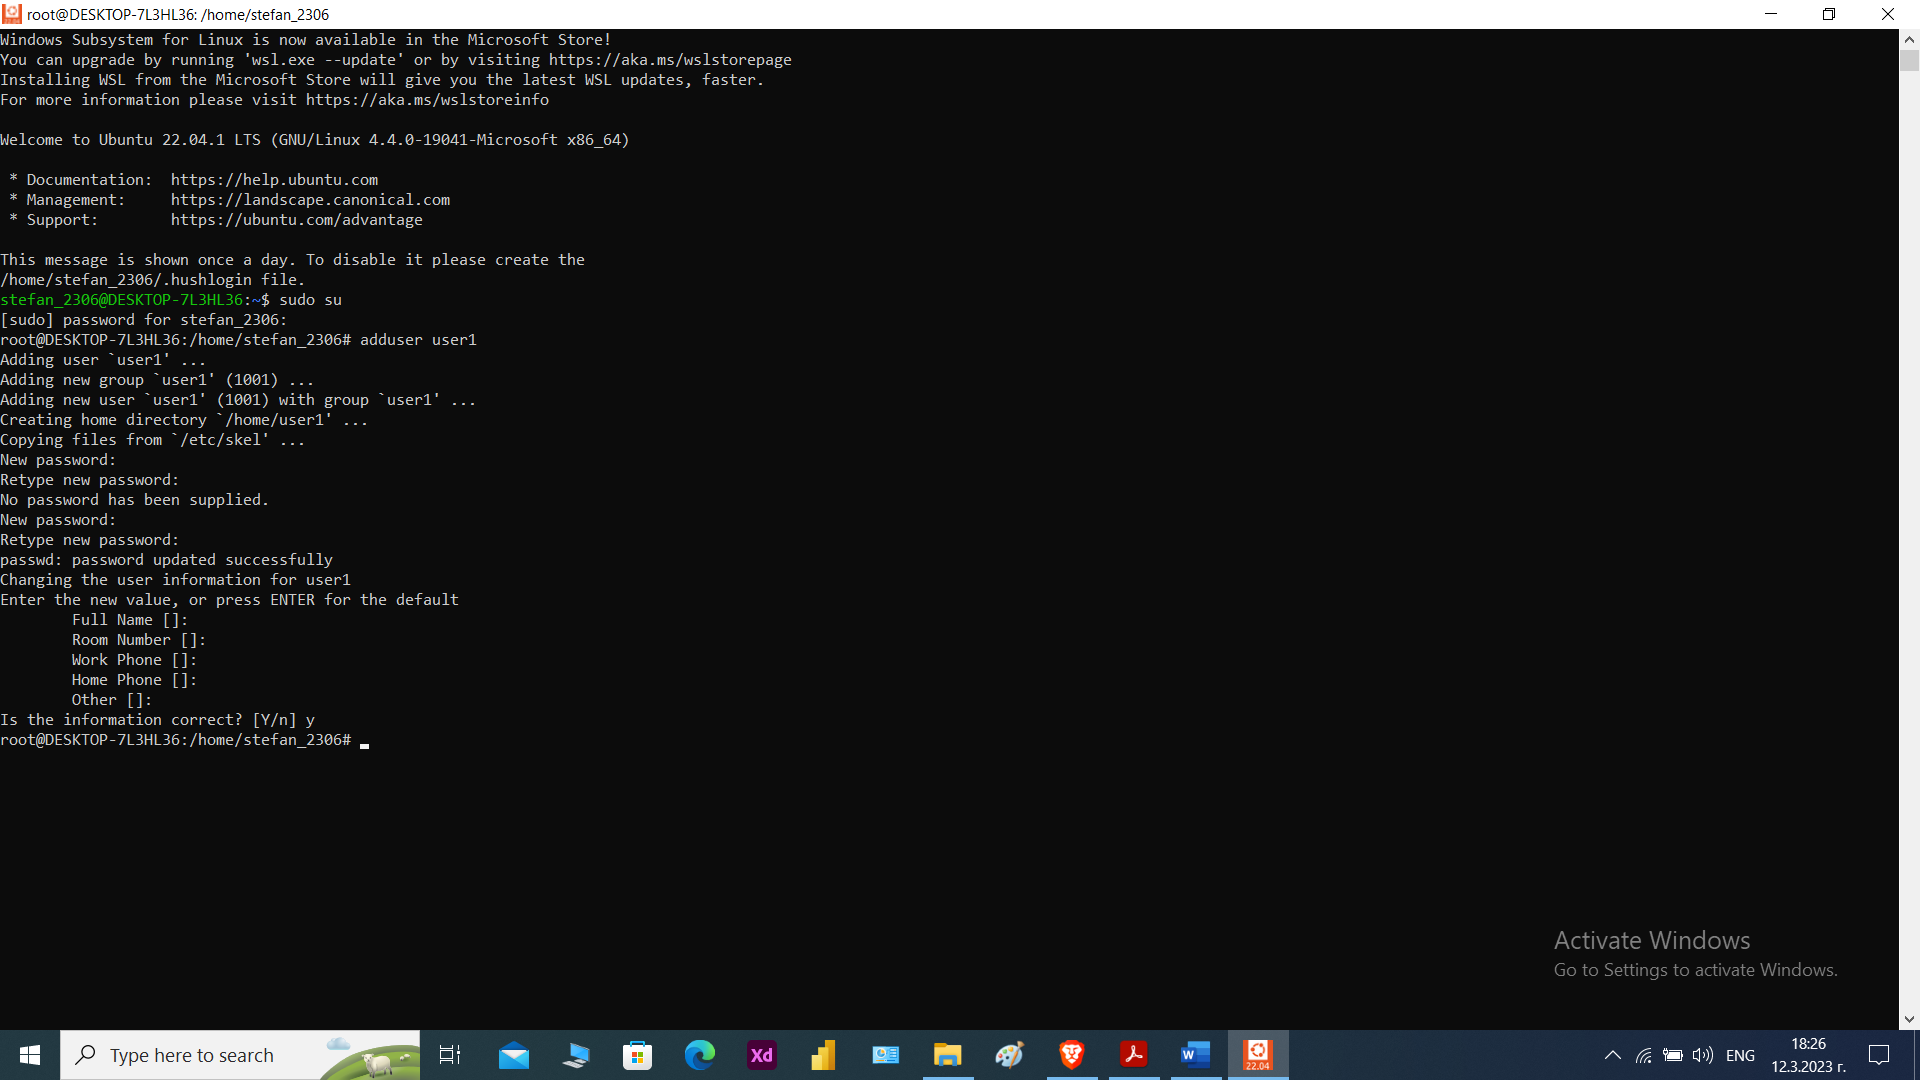 root@DESKTOP-7L3HL36: /home/stefan_2306
Windows Subsystem for Linux is now available in the Microsoft Store!
You can upgrade by running 'wsl.exe --update' or by visiting https://aka.ms/wslstorepage
Installing WSL from the Microsoft Store will give you the latest WSL updates, faster.
For more information please visit https://aka.ms/wslstoreinfo
Welcome to Ubuntu 22.04.1 LTS (GNU/Linux 4.4.0-19041-Microsoft x86_64)
* Documentation:  https://help.ubuntu.com
* Management:     https://landscape.canonical.com
* Support:        https://ubuntu.com/advantage
This message is shown once a day. To disable it please create the
/home/stefan_2306/.hushlogin file.
stefan_2306@DESKTOP-7L3HL36:~$ sudo su
[sudo] password for stefan_2306:
root@DESKTOP-7L3HL36:/home/stefan_2306# adduser user1
Adding user `user1' ...
Adding new group `user1' (1001) ...
Adding new user `user1' (1001) with group `user1' ...
Creating home directory `/home/user1' ...
Copying files from `/etc/skel' ...
New password:
Retype new password:
No password has been supplied.
New password:
Retype new password:
passwd: password updated successfully
Changing the user information for user1
Enter the new value, or press ENTER for the default
Full Name []:
Room Number []:
Work Phone []:
Home Phone []:
Other []:
Is the information correct? [Y/n] y
root@DESKTOP-7L3HL36:/home/stefan_2306#
Activate Windows
Go to Settings to activate Windows.
Type here to search
Xd
W
22.04
ENG
18:26
12.3.2023 г.